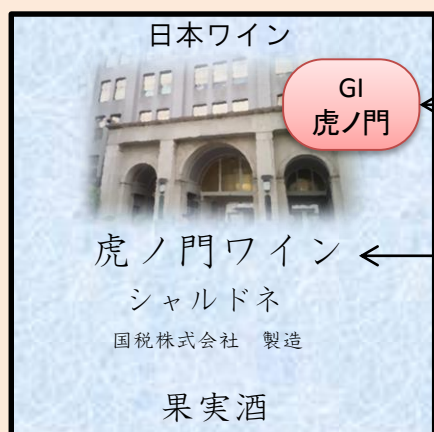 日本ワイン
GI
虎ノ門
虎ノ門ワイン
シャルドネ
国税株式会社　製造
果実酒